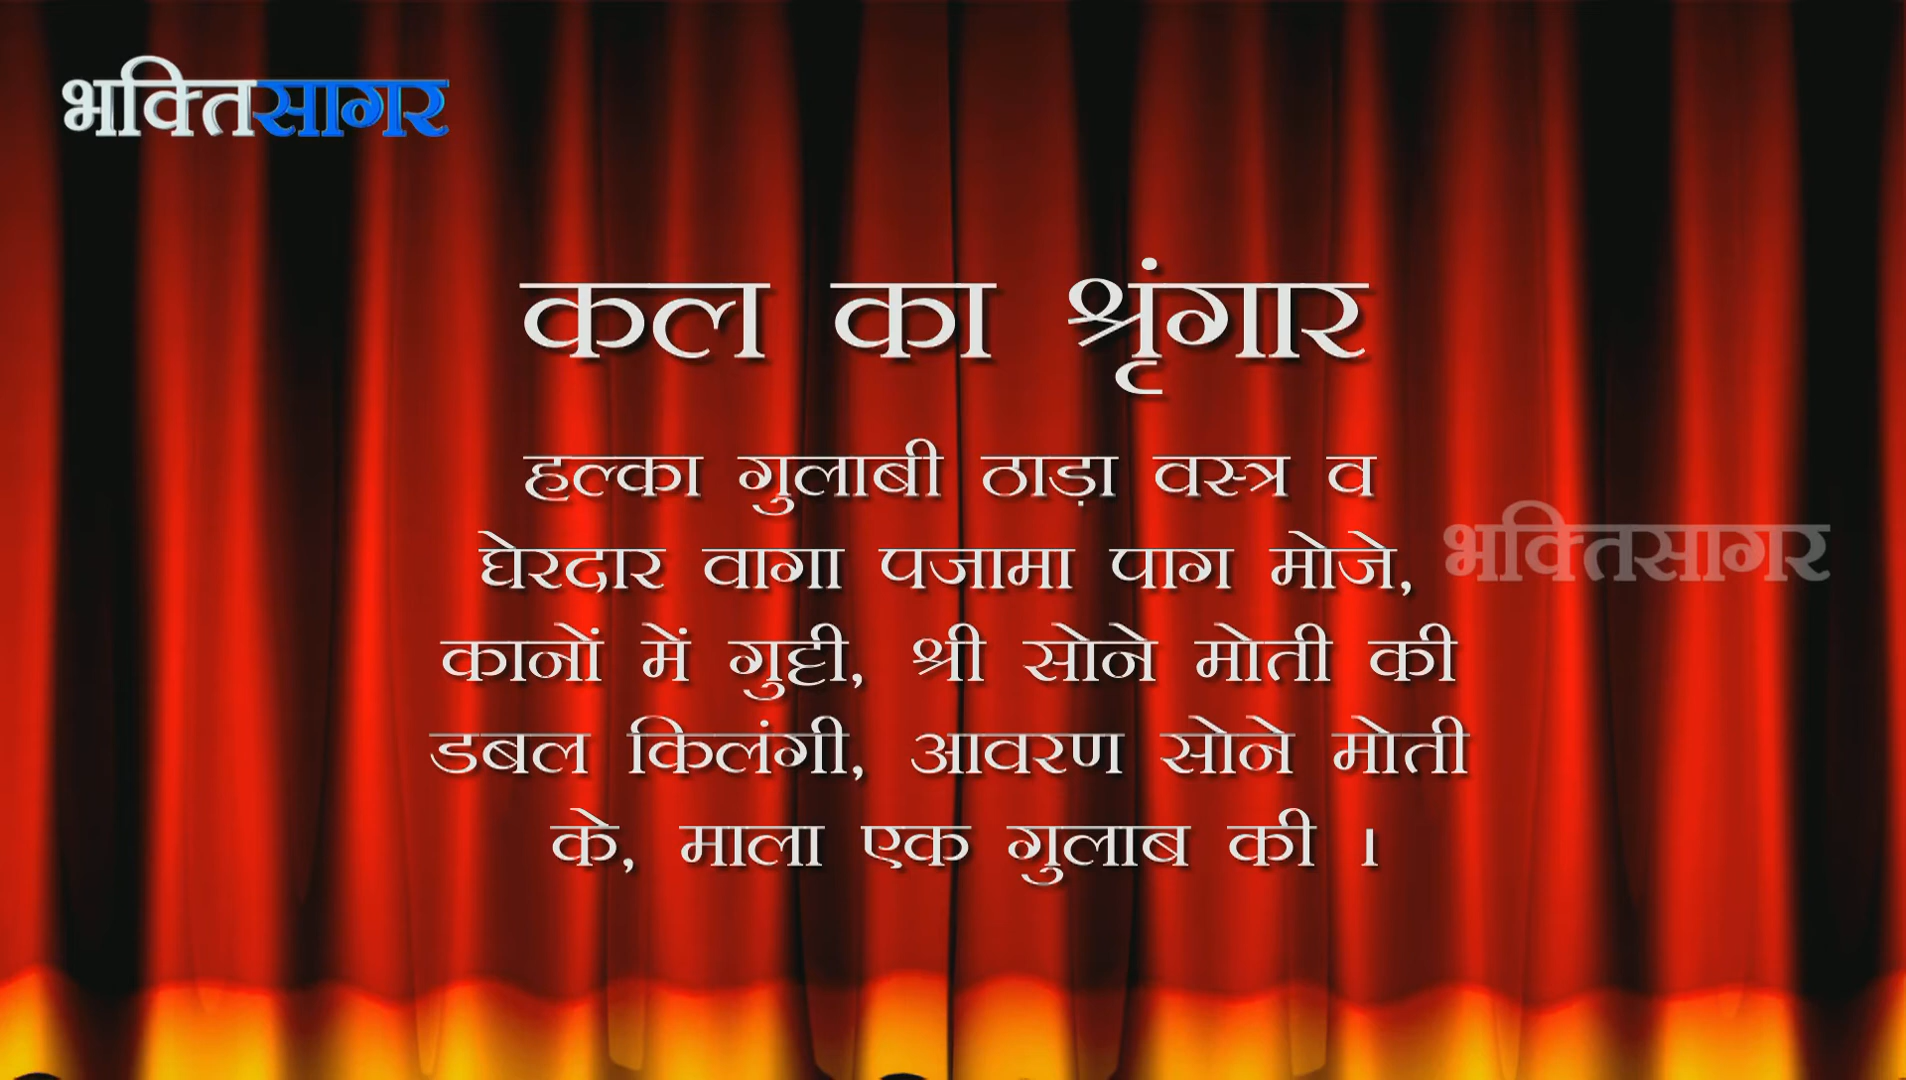 भक्तिसागर
कल का श्रृंगार
हल्का गुलाबी ठाड़ा वस्त्र व
घेरदार वागा पजामा पाग मोजे,
भक्तिसागर
कानों में गुट्टी, श्री सोने मोती की
डबल किलंगी, आवरण सोने मोती
के, माला एक गुलाब की ।